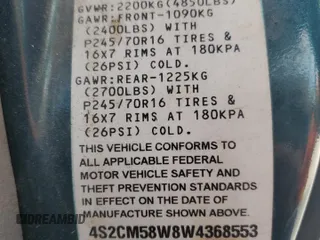 GVWR:2200KG(4850LBS)
GAWR:FRONT-1090KG
(2400LBS) WITH
P245/70R16 TIRES &
16X7 RIMS AT 180KPA
(26PSI) COLD.
GAWR:REAR-1225KG
(2700LBS) WITH
P245/70R16 TIRES &
16X7 RIMS AT 180KPA
(26PSI) COLD.
THIS VEHICLE CONFORMS TO
ALL APPLICABLE FEDERAL
MOTOR VEHICLE SAFETY AND
THEFT PREVENTION STANDARDS
IN EFFECT ON THE DATE OF
MANUFACTURE SHOWN ABOVE.
4S2CM58W8W4368553
DREAMBID